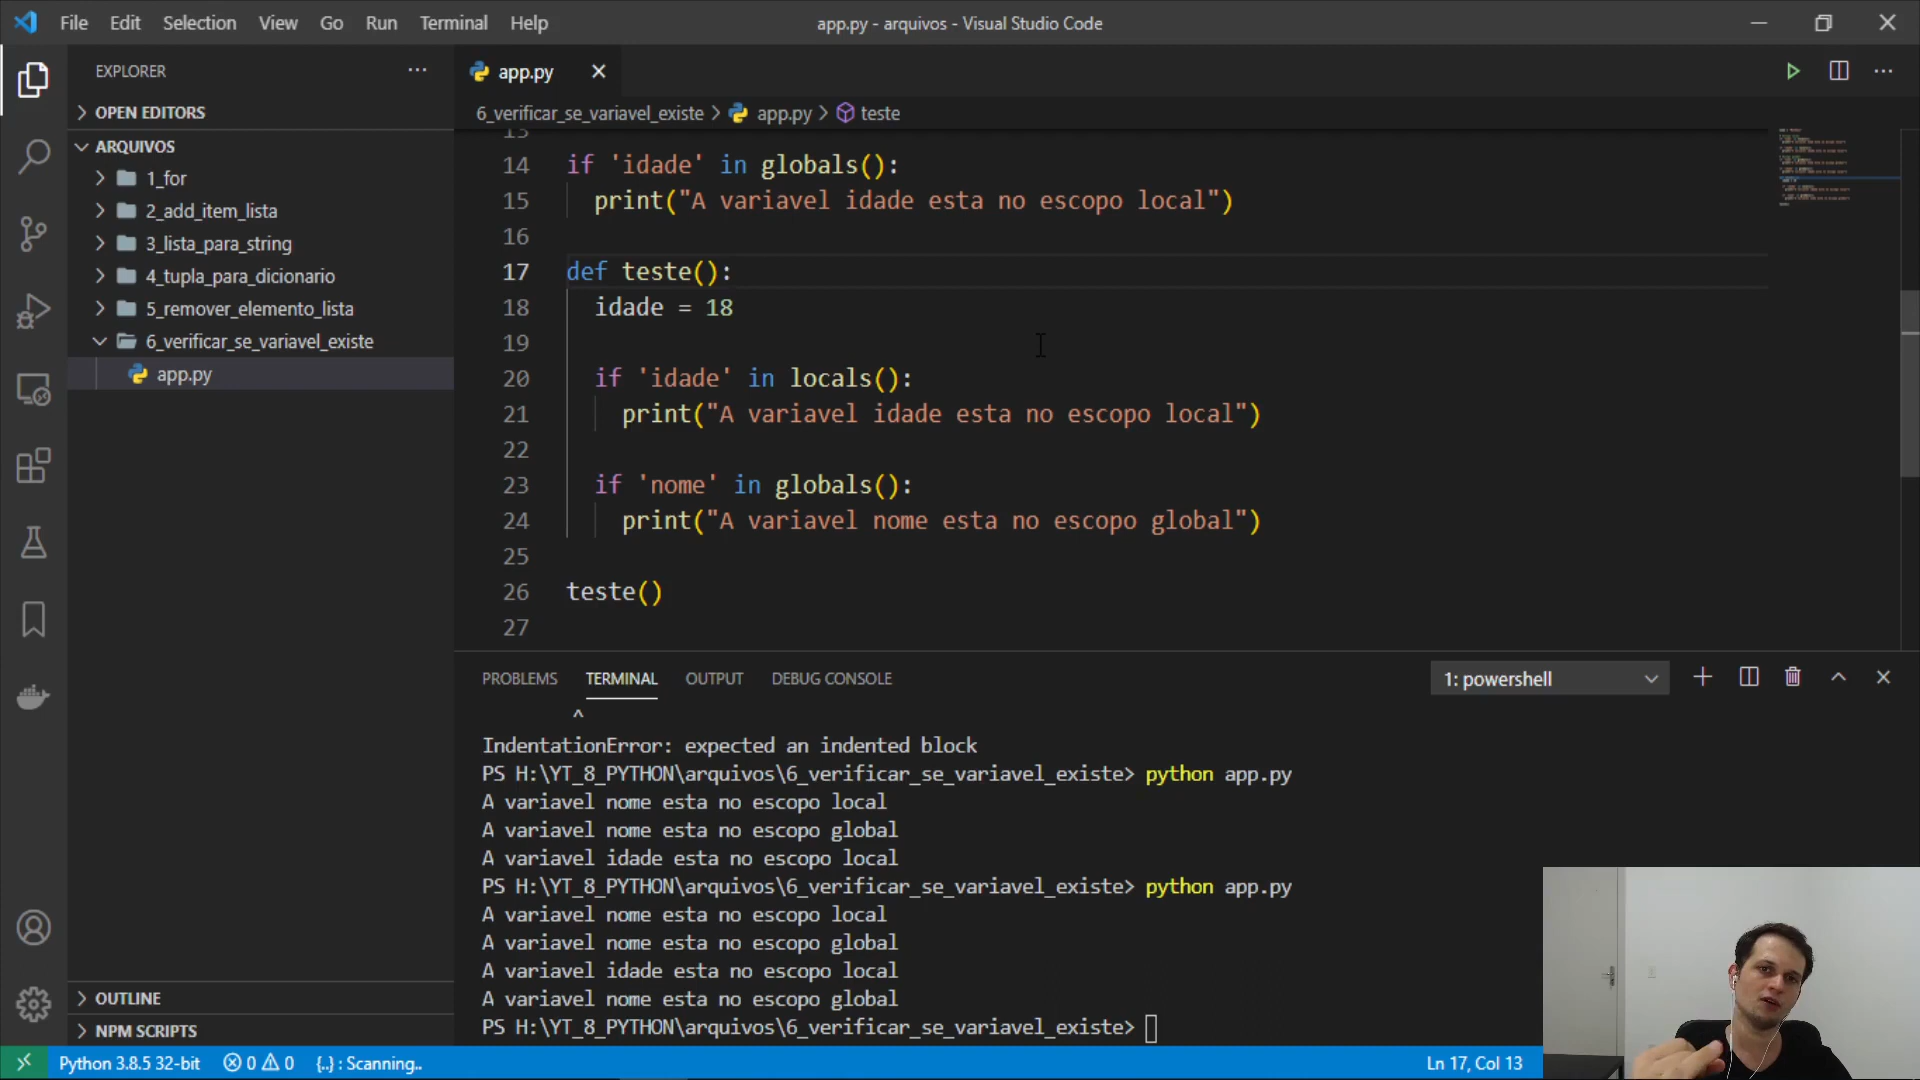 File Edit Selection View Go Run Terminal Help
app.py - arquivos - Visual Studio Code
EXPLORER
OPEN EDITORS
ARQUIVOS
1_for
2_add_item_lista
3_lista_para_string
4_tupla_para_dicionario
5_remover_elemento_lista
6_verificar_se_variavel_existe
app.py
OUTLINE
NPM SCRIPTS
app.py
6_verificar_se_variavel_existe > app.py > teste
13
14 if 'idade' in globals():
15 print("A variavel idade esta no escopo local")
16
17 def teste():
18 idade = 18
19
20 if 'idade' in locals():
21 print("A variavel idade esta no escopo local")
22
23 if 'nome' in globals():
24 print("A variavel nome esta no escopo global")
25
26 teste()
27
PROBLEMS TERMINAL OUTPUT DEBUG CONSOLE
1: powershell
^
IndentationError: expected an indented block
PS H:\YT_8_PYTHON\arquivos\6_verificar_se_variavel_existe> python app.py
A variavel nome esta no escopo local
A variavel nome esta no escopo global
A variavel idade esta no escopo local
PS H:\YT_8_PYTHON\arquivos\6_verificar_se_variavel_existe> python app.py
A variavel nome esta no escopo local
A variavel nome esta no escopo global
A variavel idade esta no escopo local
A variavel nome esta no escopo global
PS H:\YT_8_PYTHON\arquivos\6_verificar_se_variavel_existe>
Python 3.8.5 32-bit 0 0 {..} : Scanning..
Ln 17, Col 13